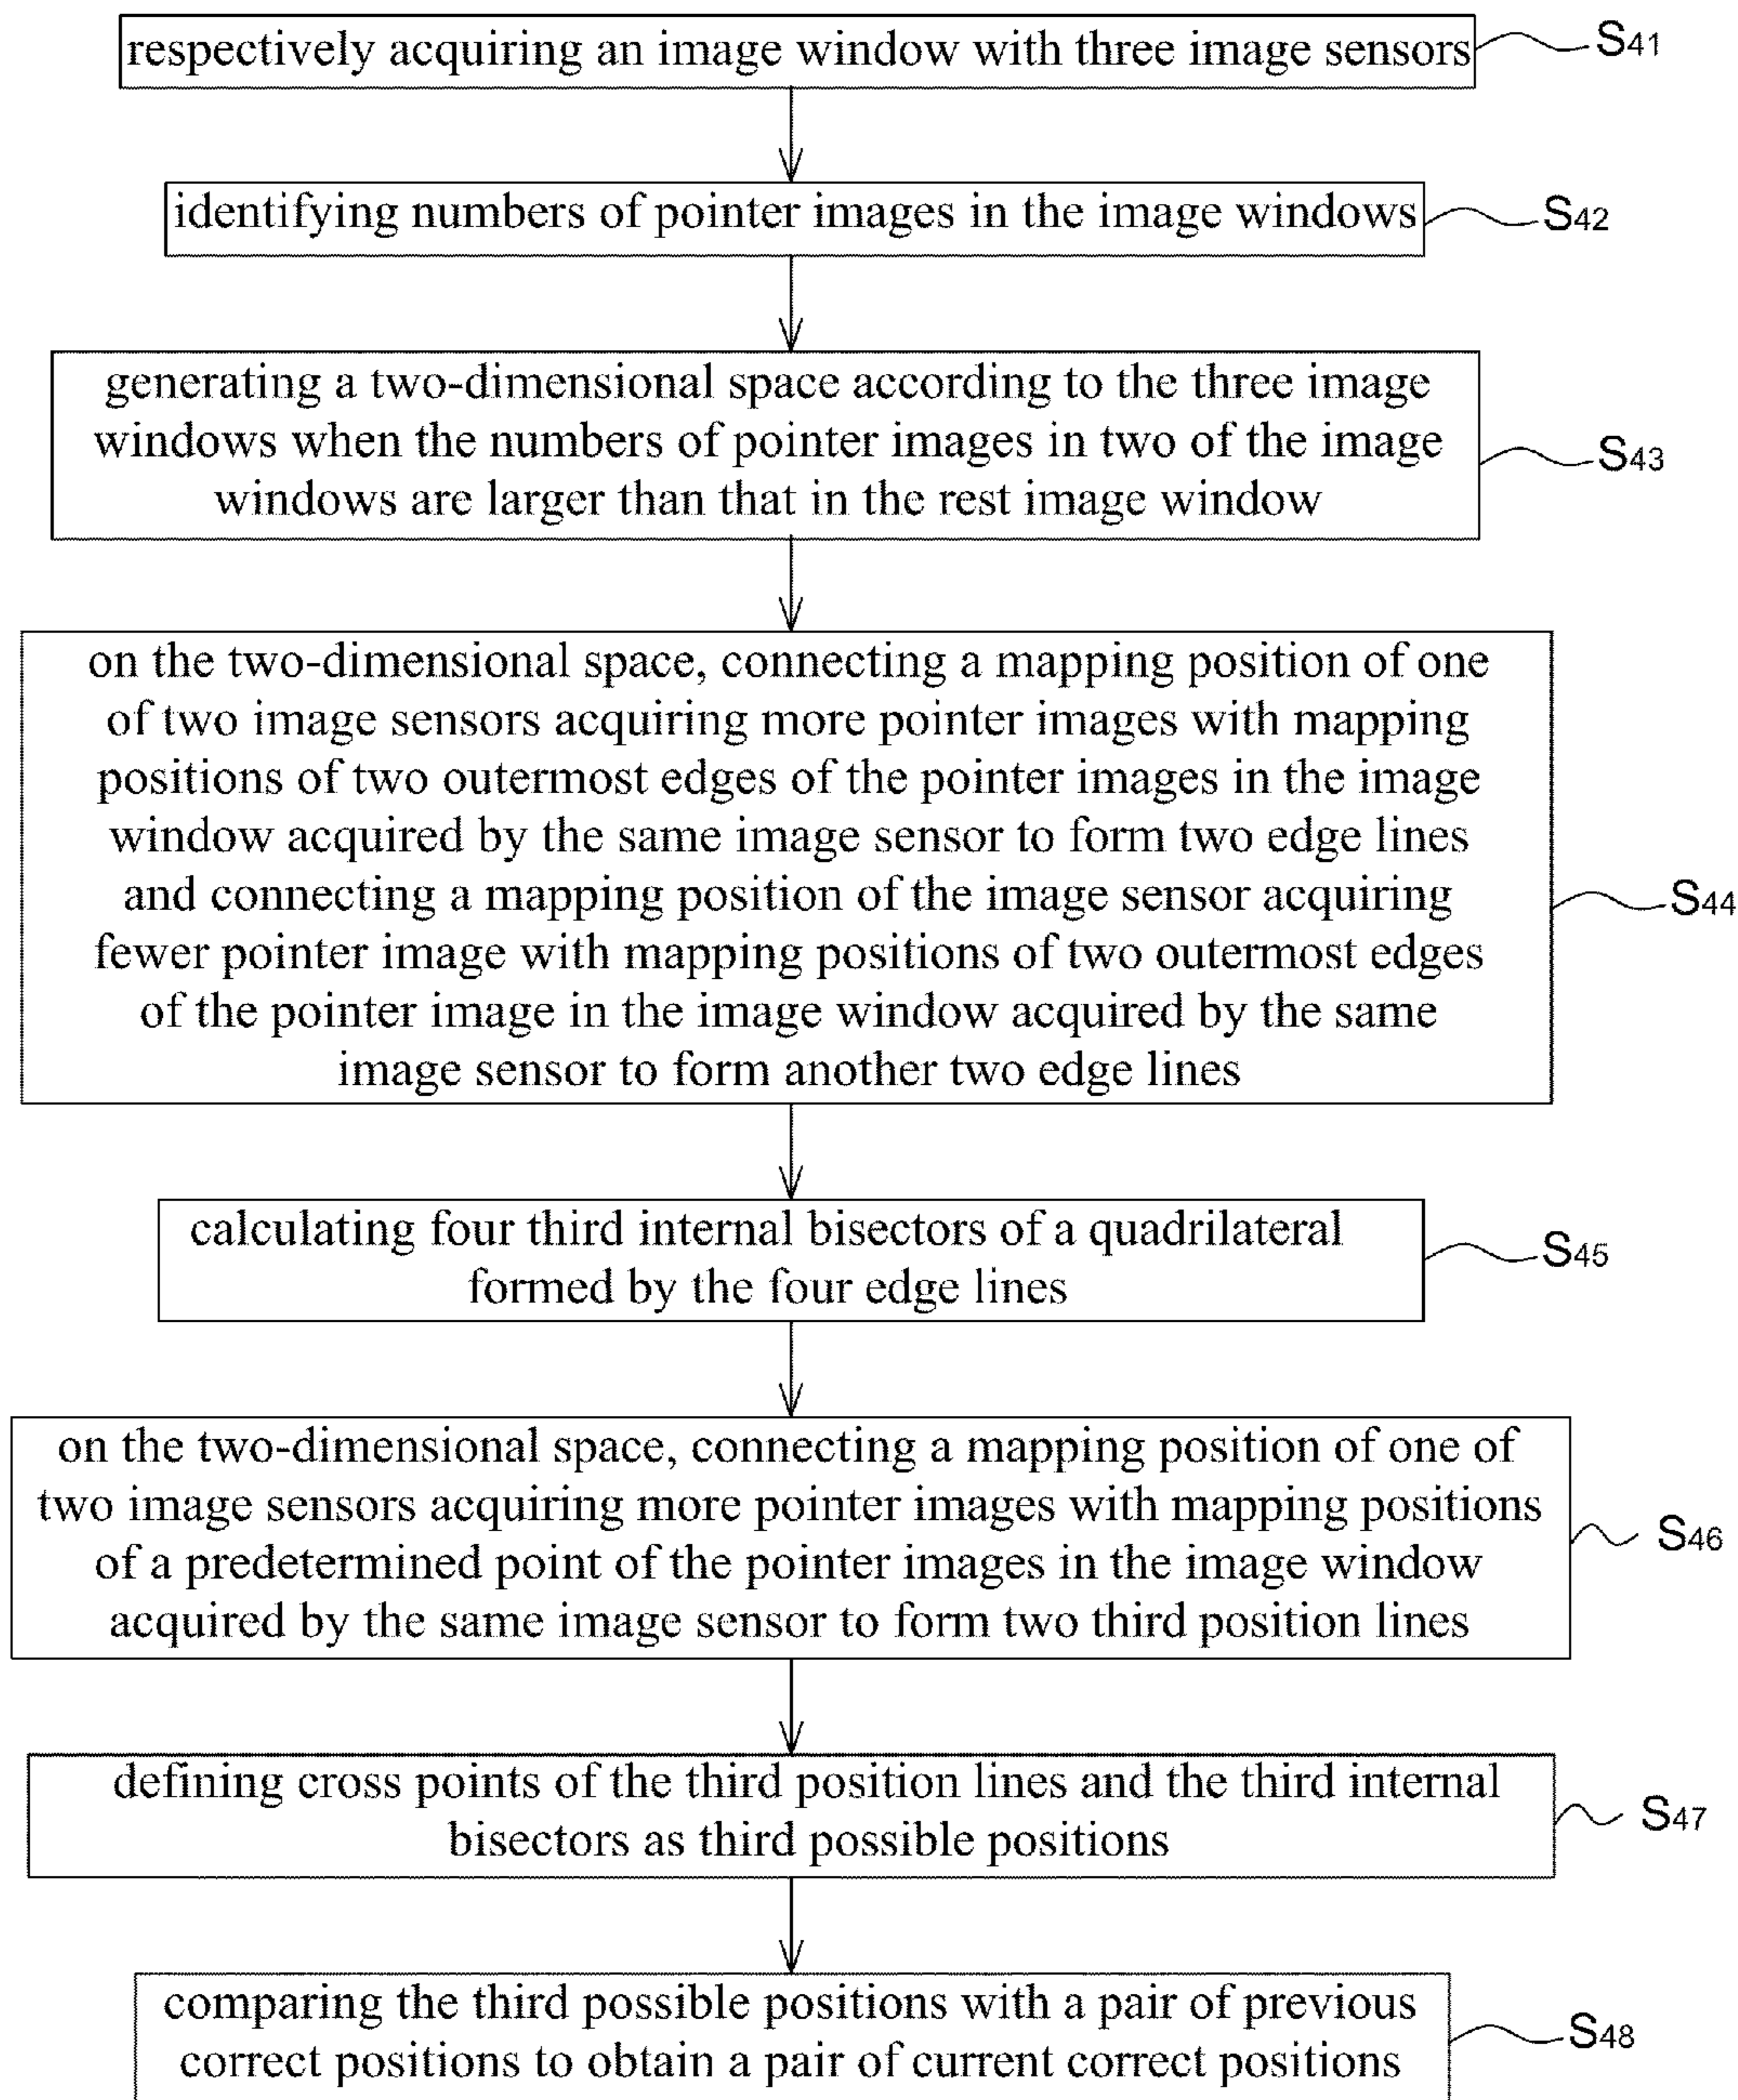 respectively acquiring an image window with three image sensors
S41
identifying numbers of pointer images in the image windows
S42
generating a two-dimensional space according to the three image
windows when the numbers of pointer images in two of the image
windows are larger than that in the rest image window
S43
on the two-dimensional space, connecting a mapping position of one
of two image sensors acquiring more pointer images with mapping
positions of two outermost edges of the pointer images in the image
window acquired by the same image sensor to form two edge lines
and connecting a mapping position of the image sensor acquiring
fewer pointer image with mapping positions of two outermost edges
of the pointer image in the image window acquired by the same
image sensor to form another two edge lines
S44
calculating four third internal bisectors of a quadrilateral
formed by the four edge lines
S45
on the two-dimensional space, connecting a mapping position of one of
two image sensors acquiring more pointer images with mapping positions
of a predetermined point of the pointer images in the image window
acquired by the same image sensor to form two third position lines
S46
defining cross points of the third position lines and the third internal
bisectors as third possible positions
S47
comparing the third possible positions with a pair of previous
correct positions to obtain a pair of current correct positions
S48